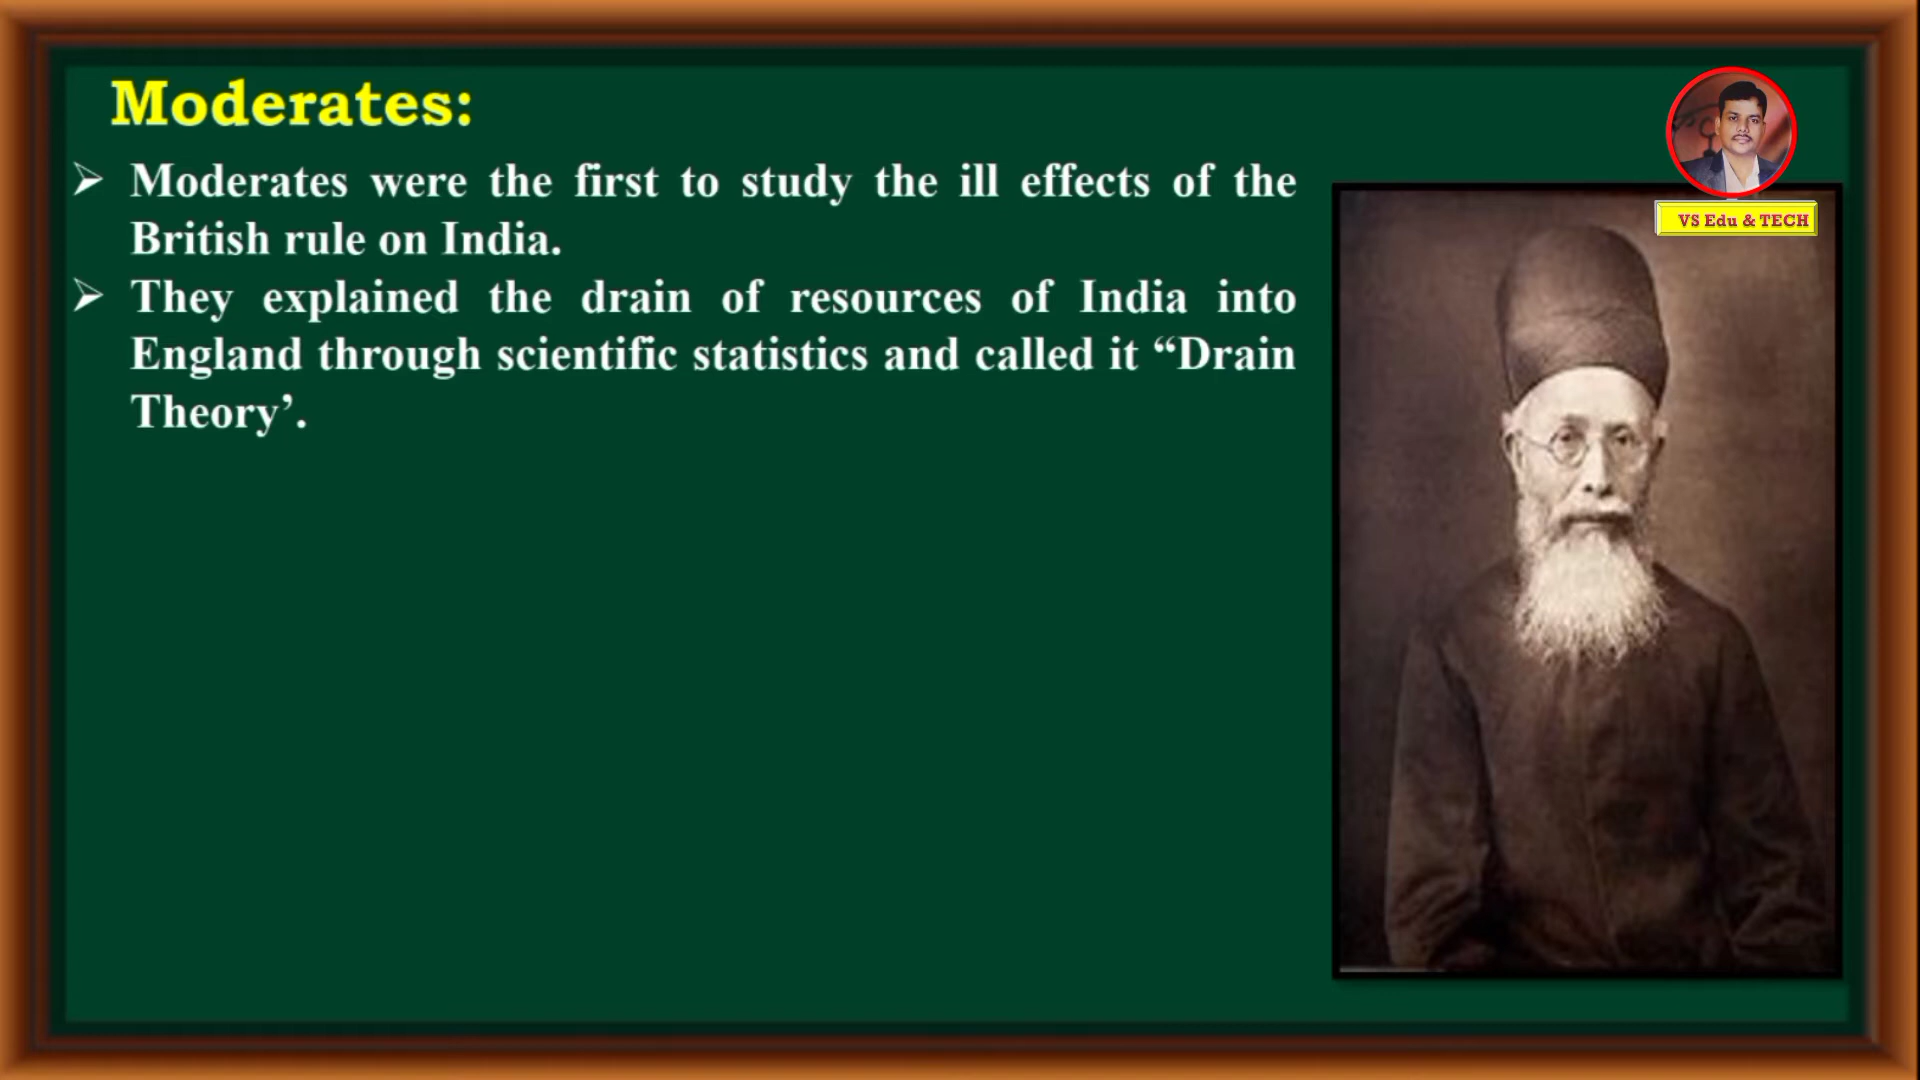 Moderates:
➢ Moderates were the first to study the ill effects of the
British rule on India.
➢ They explained the drain of resources of India into
England through scientific statistics and called it “Drain
Theory’.
VS Edu & TECH